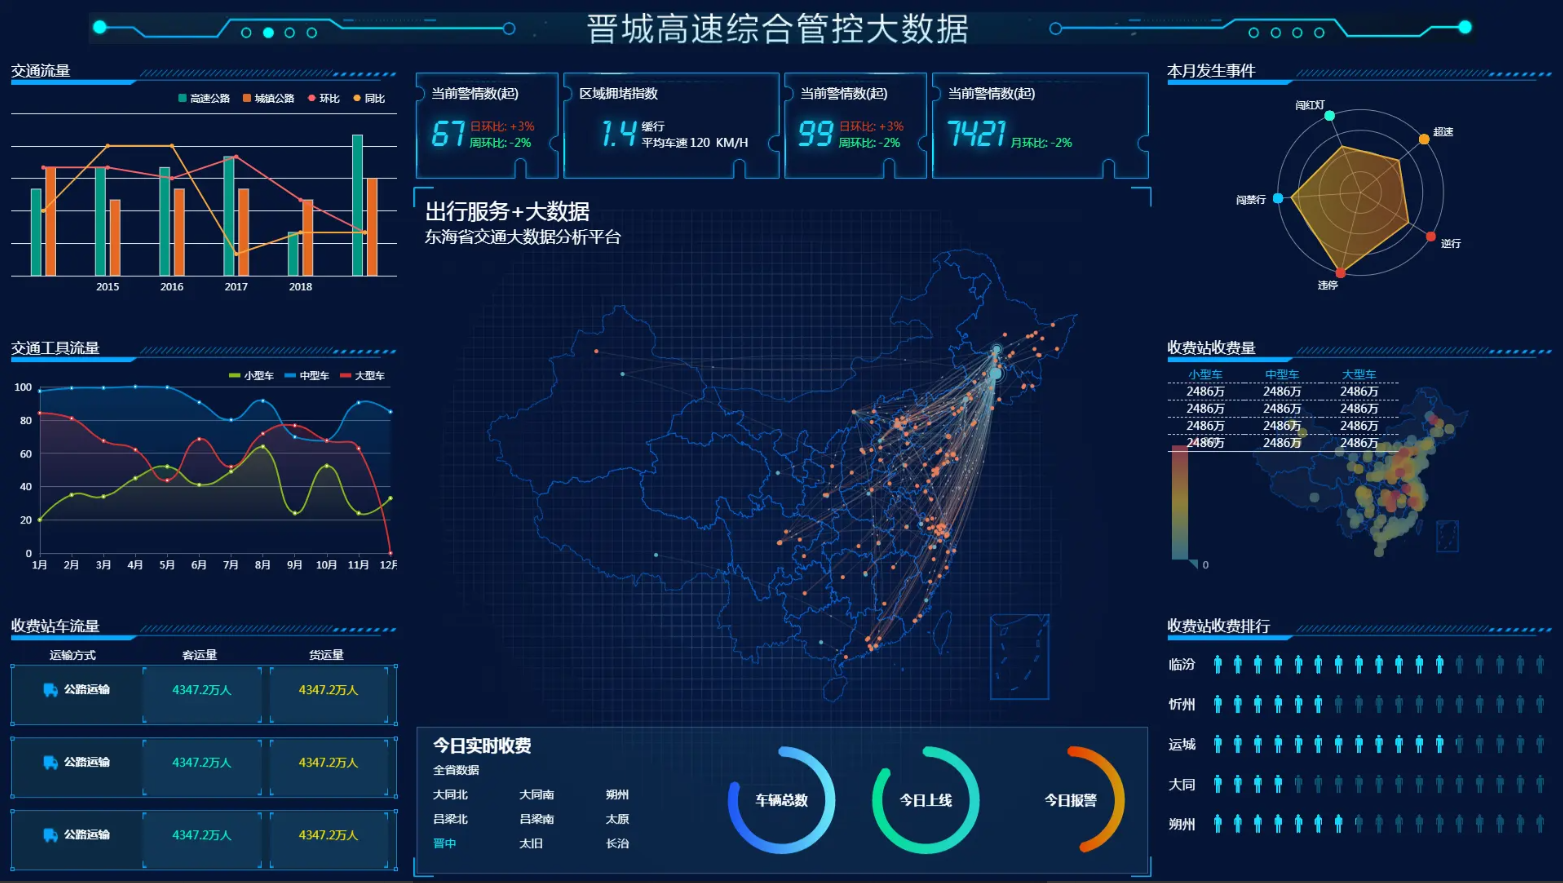 晋城高速综合管控大数据
交通流量
高速公路 城镇公路 环比 同比
2015 2016 2017 2018
交通工具流量
小型车 中型车 大型车
100
80
60
40
20
0
1月 2月 3月 4月 5月 6月 7月 8月 9月 10月 11月 12月
收费站车流量
运输方式 客运量 货运量
公路运输 4347.2万人 4347.2万人
公路运输 4347.2万人 4347.2万人
公路运输 4347.2万人 4347.2万人
当前警情数(起)
67 日环比: +3%
周环比: -2%
区域拥堵指数
1.4 缓行
平均车速 120 KM/H
当前警情数(起)
99 日环比: +3%
周环比: -2%
当前警情数(起)
7421 月环比: -2%
出行服务+大数据
东海省交通大数据分析平台
今日实时收费
全省数据
大同北 大同南 朔州
吕梁北 吕梁南 太原
晋中 太旧 长治
车辆总数
今日上线
今日报警
本月发生事件
闯红灯
超速
闯禁行
逆行
违停
收费站收费量
小型车 中型车 大型车
2486万 2486万 2486万
2486万 2486万 2486万
2486万 2486万 2486万
2486万 2486万 2486万
0
收费站收费排行
临汾
忻州
运城
大同
朔州